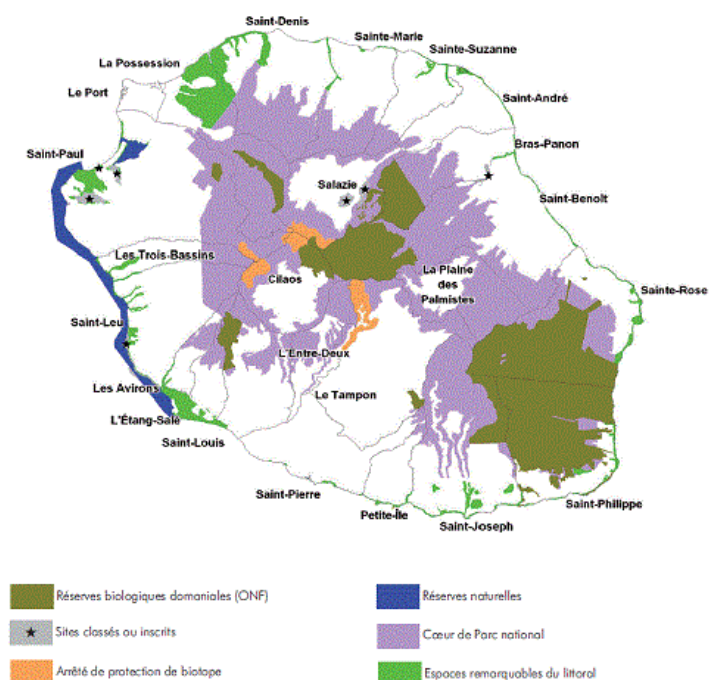 Saint-Denis
Sainte-Marie
Sainte-Suzanne
La Possession
Le Port
Saint-André
Bras-Panon
Saint-Paul
Salazie
Saint-Benoît
Les Trois-Bassins
Cilaos
La Plaine
des
Palmistes
Sainte-Rose
Saint-Leu
L'Entre-Deux
Les Avirons
Le Tampon
L'Étang-Salé
Saint-Louis
Saint-Pierre
Petite-Île
Saint-Joseph
Saint-Philippe
Réserves biologiques domaniales (ONF)
Réserves naturelles
Sites classés ou inscrits
Cœur de Parc national
Arrêté de protection de biotope
Espaces remarquables du littoral